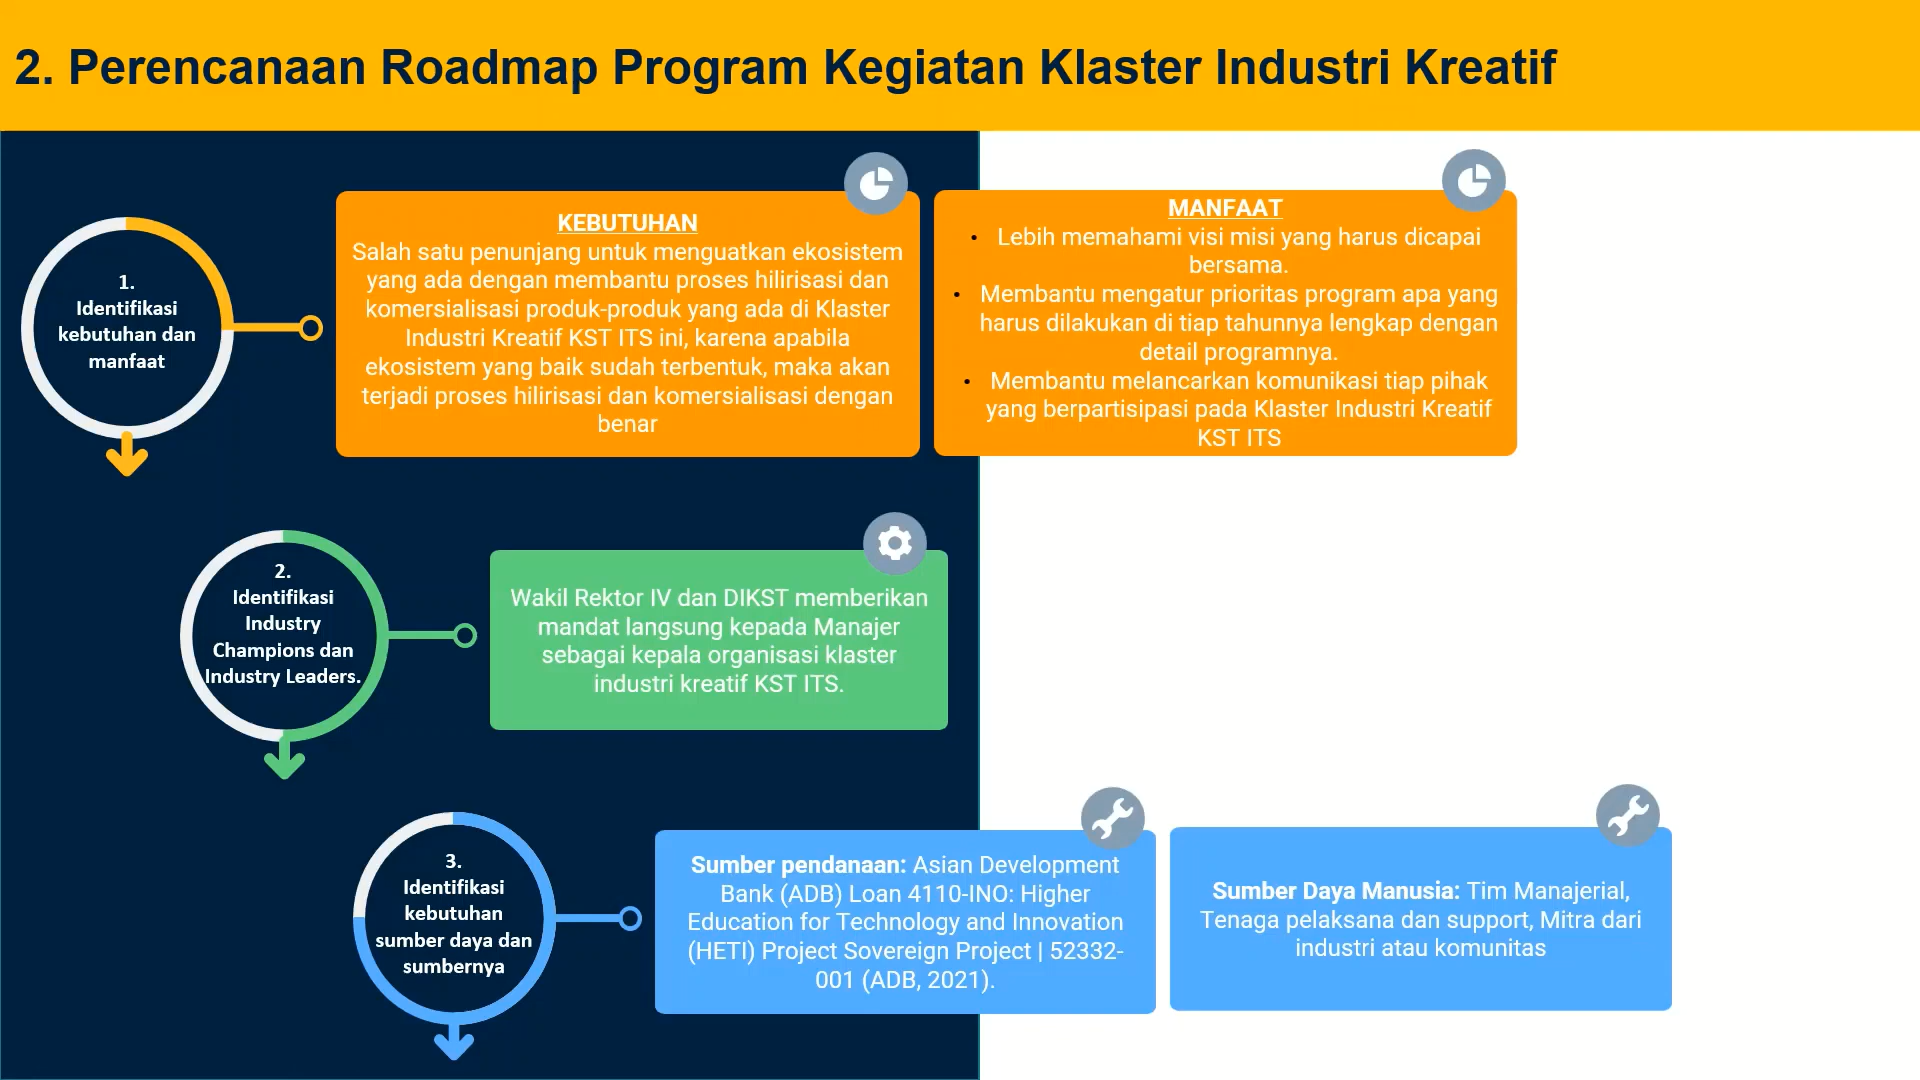 2. Perencanaan Roadmap Program Kegiatan Klaster Industri Kreatif
1.
Identifikasi
kebutuhan dan
manfaat
KEBUTUHAN
Salah satu penunjang untuk menguatkan ekosistem
yang ada dengan membantu proses hilirisasi dan
komersialisasi produk-produk yang ada di Klaster
Industri Kreatif KST ITS ini, karena apabila
ekosistem yang baik sudah terbentuk, maka akan
terjadi proses hilirisasi dan komersialisasi dengan
benar
MANFAAT
• Lebih memahami visi misi yang harus dicapai
bersama.
• Membantu mengatur prioritas program apa yang
harus dilakukan di tiap tahunnya lengkap dengan
detail programnya.
• Membantu melancarkan komunikasi tiap pihak
yang berpartisipasi pada Klaster Industri Kreatif
KST ITS
2.
Identifikasi
Industry
Champions dan
Industry Leaders.
Wakil Rektor IV dan DIKST memberikan
mandat langsung kepada Manajer
sebagai kepala organisasi klaster
industri kreatif KST ITS.
3.
Identifikasi
kebutuhan
sumber daya dan
sumbernya
Sumber pendanaan: Asian Development
Bank (ADB) Loan 4110-INO: Higher
Education for Technology and Innovation
(HETI) Project Sovereign Project | 52332-
001 (ADB, 2021).
Sumber Daya Manusia: Tim Manajerial,
Tenaga pelaksana dan support, Mitra dari
industri atau komunitas